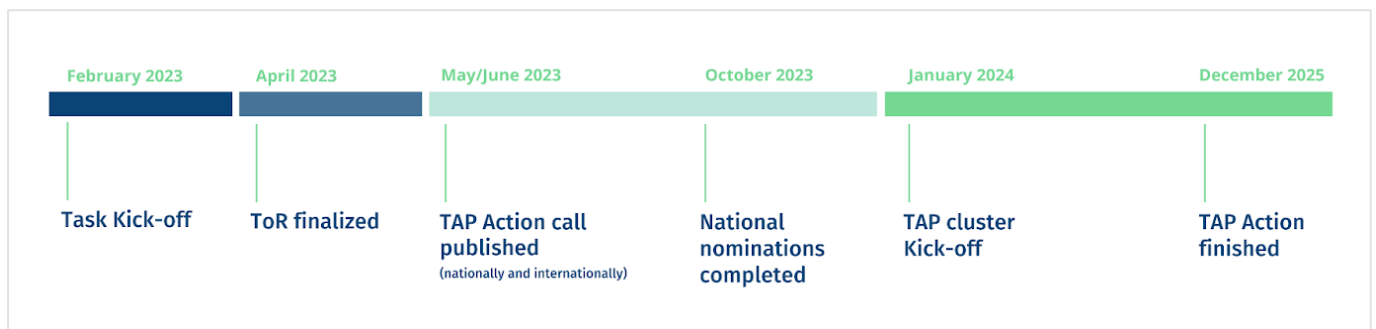 February 2023
April 2023
May/June 2023
October 2023
January 2024
December 2025
Task Kick-off
ToR finalized
TAP Action call
published
(nationally and internationally)
National
nominations
completed
TAP cluster
Kick-off
TAP Action
finished